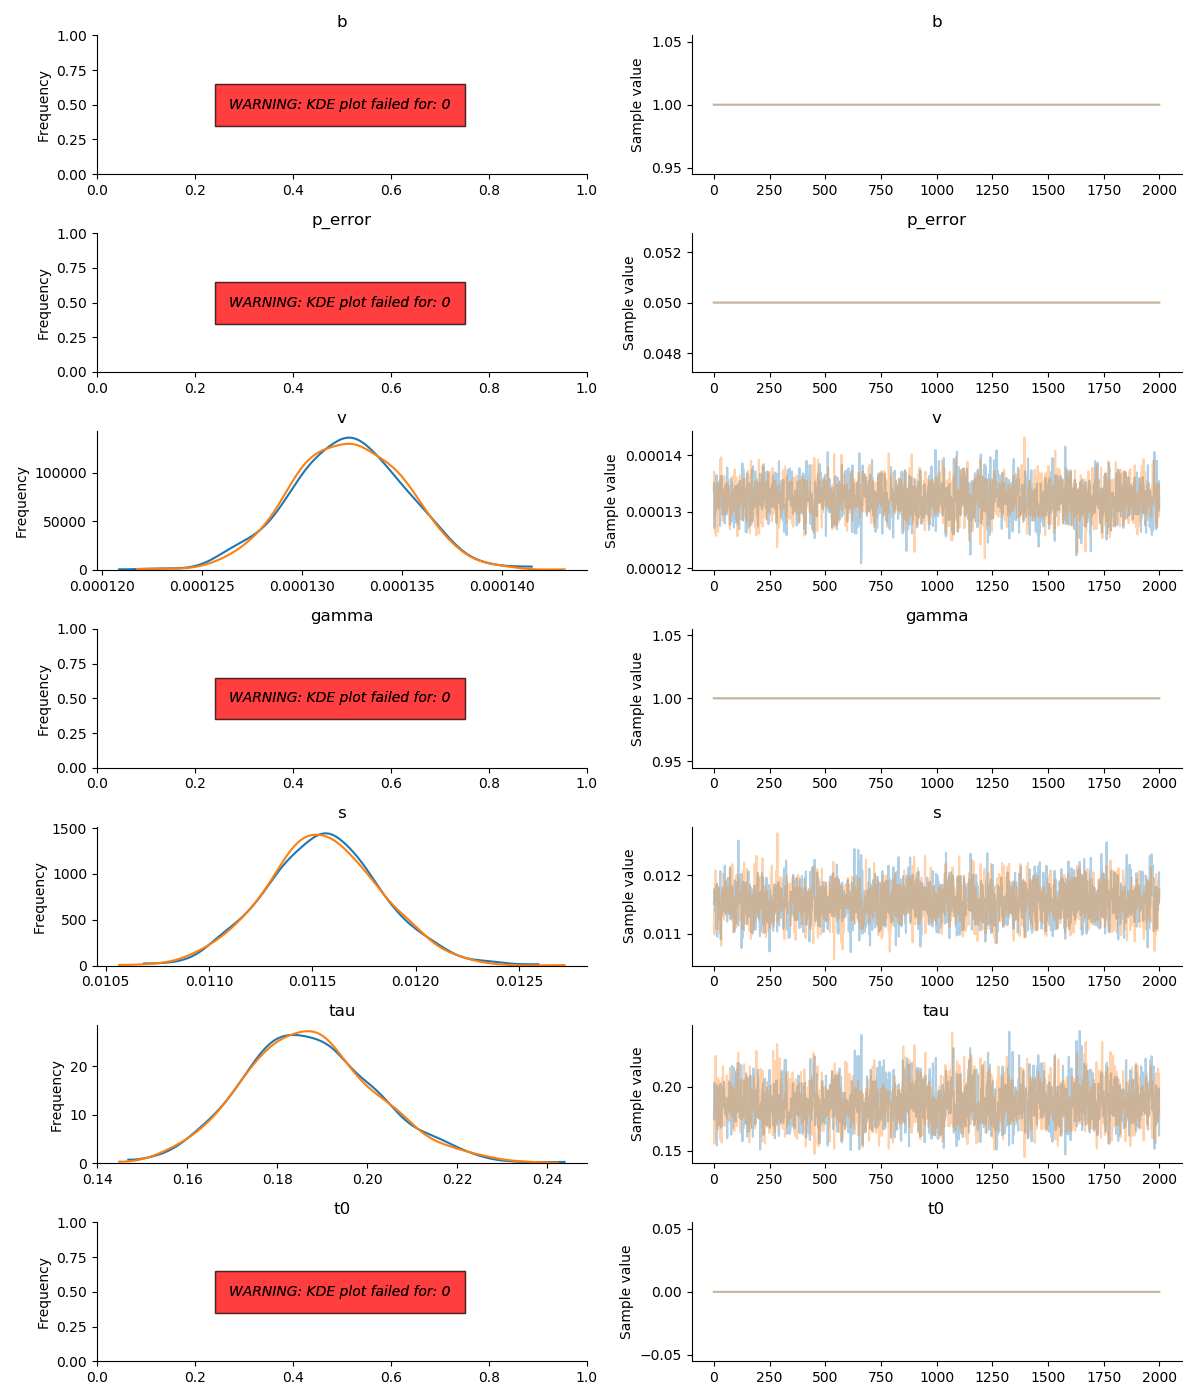 b
1.00
0.75
0.50
0.25
0.00
Frequency
WARNING: KDE plot failed for: 0
0.0 0.2 0.4 0.6 0.8 1.0
b
1.05
1.00
0.95
Sample value
0 250 500 750 1000 1250 1500 1750 2000
p_error
1.00
0.75
0.50
0.25
0.00
Frequency
WARNING: KDE plot failed for: 0
0.0 0.2 0.4 0.6 0.8 1.0
p_error
0.052
0.050
0.048
Sample value
0 250 500 750 1000 1250 1500 1750 2000
v
100000
50000
0
Frequency
0.000120 0.000125 0.000130 0.000135 0.000140
v
0.00014
0.00013
0.00012
Sample value
0 250 500 750 1000 1250 1500 1750 2000
gamma
1.00
0.75
0.50
0.25
0.00
Frequency
WARNING: KDE plot failed for: 0
0.0 0.2 0.4 0.6 0.8 1.0
gamma
1.05
1.00
0.95
Sample value
0 250 500 750 1000 1250 1500 1750 2000
s
1500
1000
500
0
Frequency
0.0105 0.0110 0.0115 0.0120 0.0125
s
0.012
0.011
Sample value
0 250 500 750 1000 1250 1500 1750 2000
tau
20
10
0
Frequency
0.14 0.16 0.18 0.20 0.22 0.24
tau
0.20
0.15
Sample value
0 250 500 750 1000 1250 1500 1750 2000
t0
1.00
0.75
0.50
0.25
0.00
Frequency
WARNING: KDE plot failed for: 0
0.0 0.2 0.4 0.6 0.8 1.0
t0
0.05
0.00
−0.05
Sample value
0 250 500 750 1000 1250 1500 1750 2000